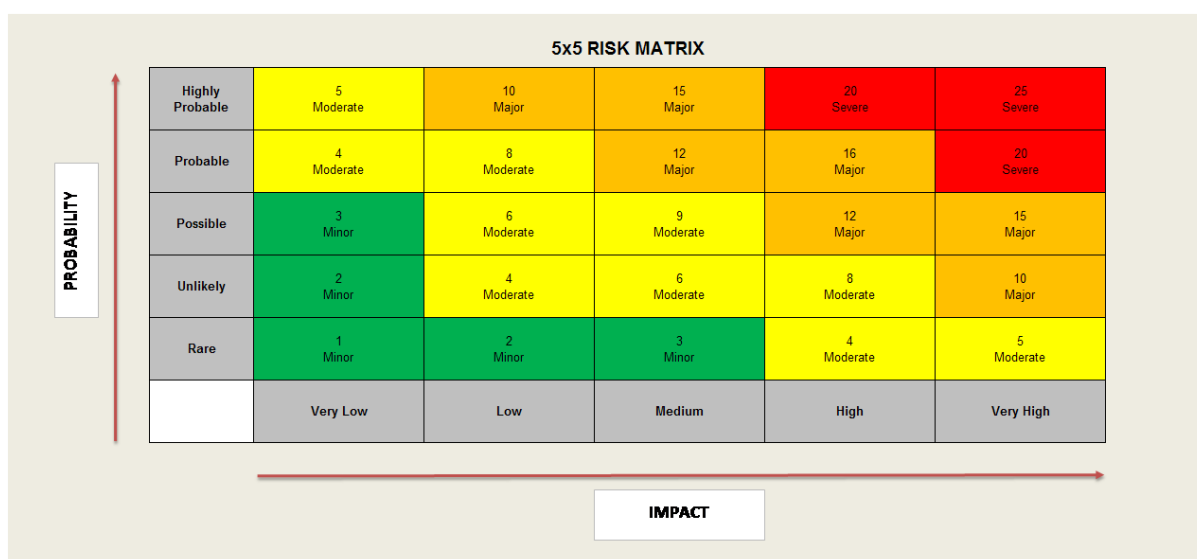 5x5 RISK MATRIX
Highly
Probable
5
Moderate
10
Major
15
Major
20
Severe
25
Severe
Probable
4
Moderate
8
Moderate
12
Major
16
Major
20
Severe
Possible
3
Minor
6
Moderate
9
Moderate
12
Major
15
Major
Unlikely
2
Minor
4
Moderate
6
Moderate
8
Moderate
10
Major
Rare
1
Minor
2
Minor
3
Minor
4
Moderate
5
Moderate
Very Low
Low
Medium
High
Very High
PROBABILITY
IMPACT